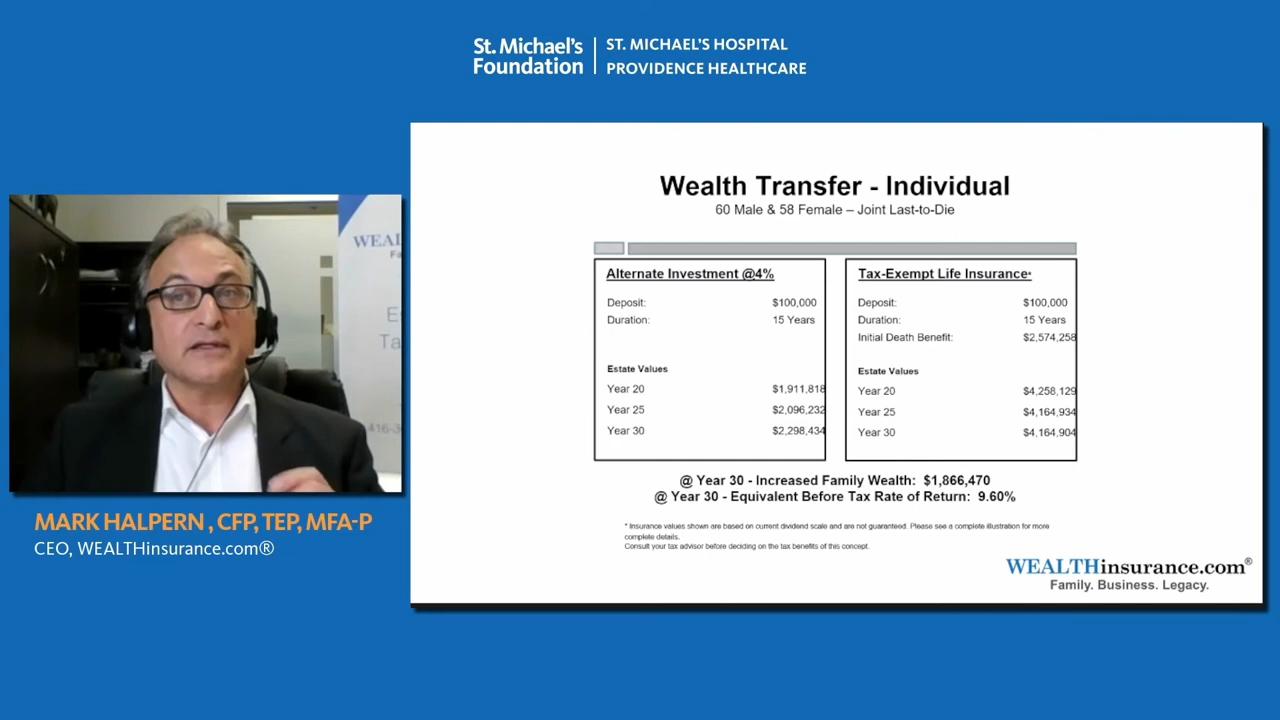 St. Michael's
Foundation
ST. MICHAEL'S HOSPITAL
PROVIDENCE HEALTHCARE
WEAL
Fa
E
Ta
416-3
MARK HALPERN , CFP, TEP, MFA-P
CEO, WEALTHinsurance.com®
Wealth Transfer - Individual
60 Male & 58 Female – Joint Last-to-Die
Alternate Investment @4%
Deposit: $100,000
Duration: 15 Years
Estate Values
Year 20 $1,911,818
Year 25 $2,096,232
Year 30 $2,298,434
Tax-Exempt Life Insurance*
Deposit: $100,000
Duration: 15 Years
Initial Death Benefit: $2,574,258
Estate Values
Year 20 $4,258,129
Year 25 $4,164,934
Year 30 $4,164,904
@ Year 30 - Increased Family Wealth: $1,866,470
@ Year 30 - Equivalent Before Tax Rate of Return: 9.60%
* Insurance values shown are based on current dividend scale and are not guaranteed. Please see a complete illustration for more
complete details.
Consult your tax advisor before deciding on the tax benefits of this concept.
WEALTHinsurance.com®
Family. Business. Legacy.